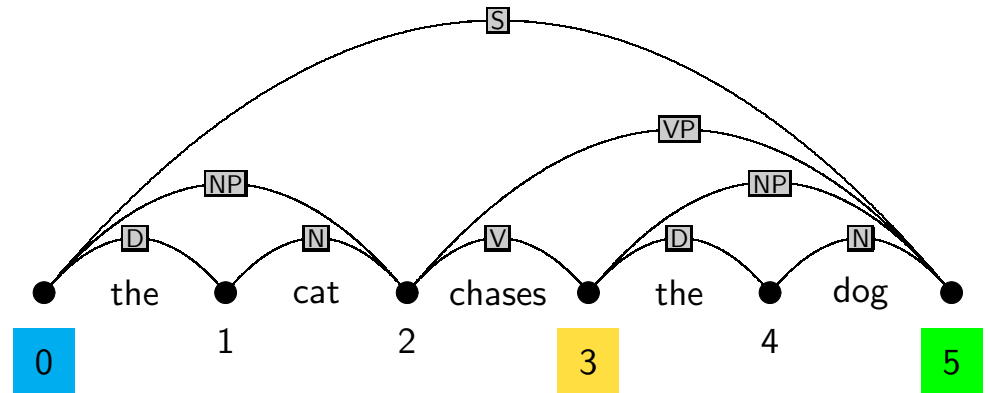 S
VP
NP NP
D N V D N
the cat chases the dog
0 1 2 3 4 5